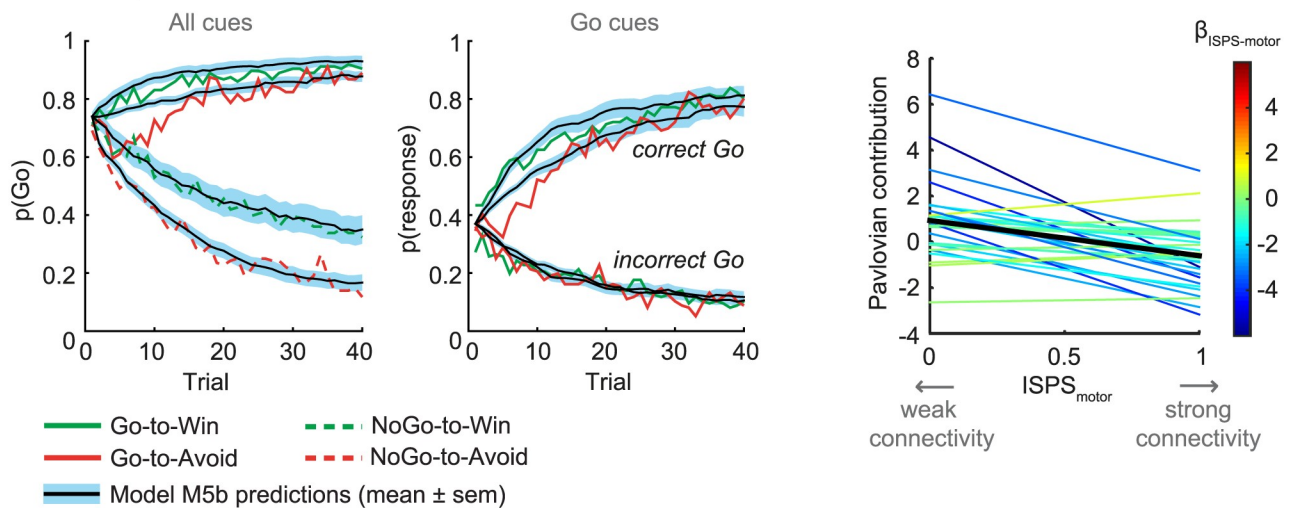 All cues
1
0.8
0.6
0.4
0.2
0
p(Go)
0 10 20 30 40
Trial
Go cues
1
0.8
0.6
0.4
0.2
0
p(response)
correct Go
incorrect Go
0 10 20 30 40
Trial
Go-to-Win
NoGo-to-Win
Go-to-Avoid
NoGo-to-Avoid
Model M5b predictions (mean ± sem)
8
6
4
2
0
-2
-4
Pavlovian contribution
0 0.5 1
ISPSmotor
← →
weak
connectivity
strong
connectivity
βISPS-motor
4
2
0
−2
−4